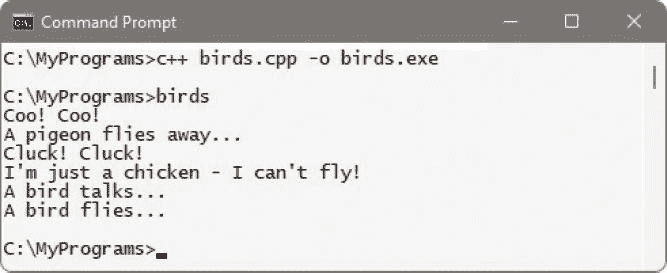 Command Prompt
C:\MyPrograms>c++ birds.cpp -o birds.exe
C:\MyPrograms>birds
Coo! Coo!
A pigeon flies away...
Cluck! Cluck!
I'm just a chicken - I can't fly!
A bird talks...
A bird flies...
C:\MyPrograms>_